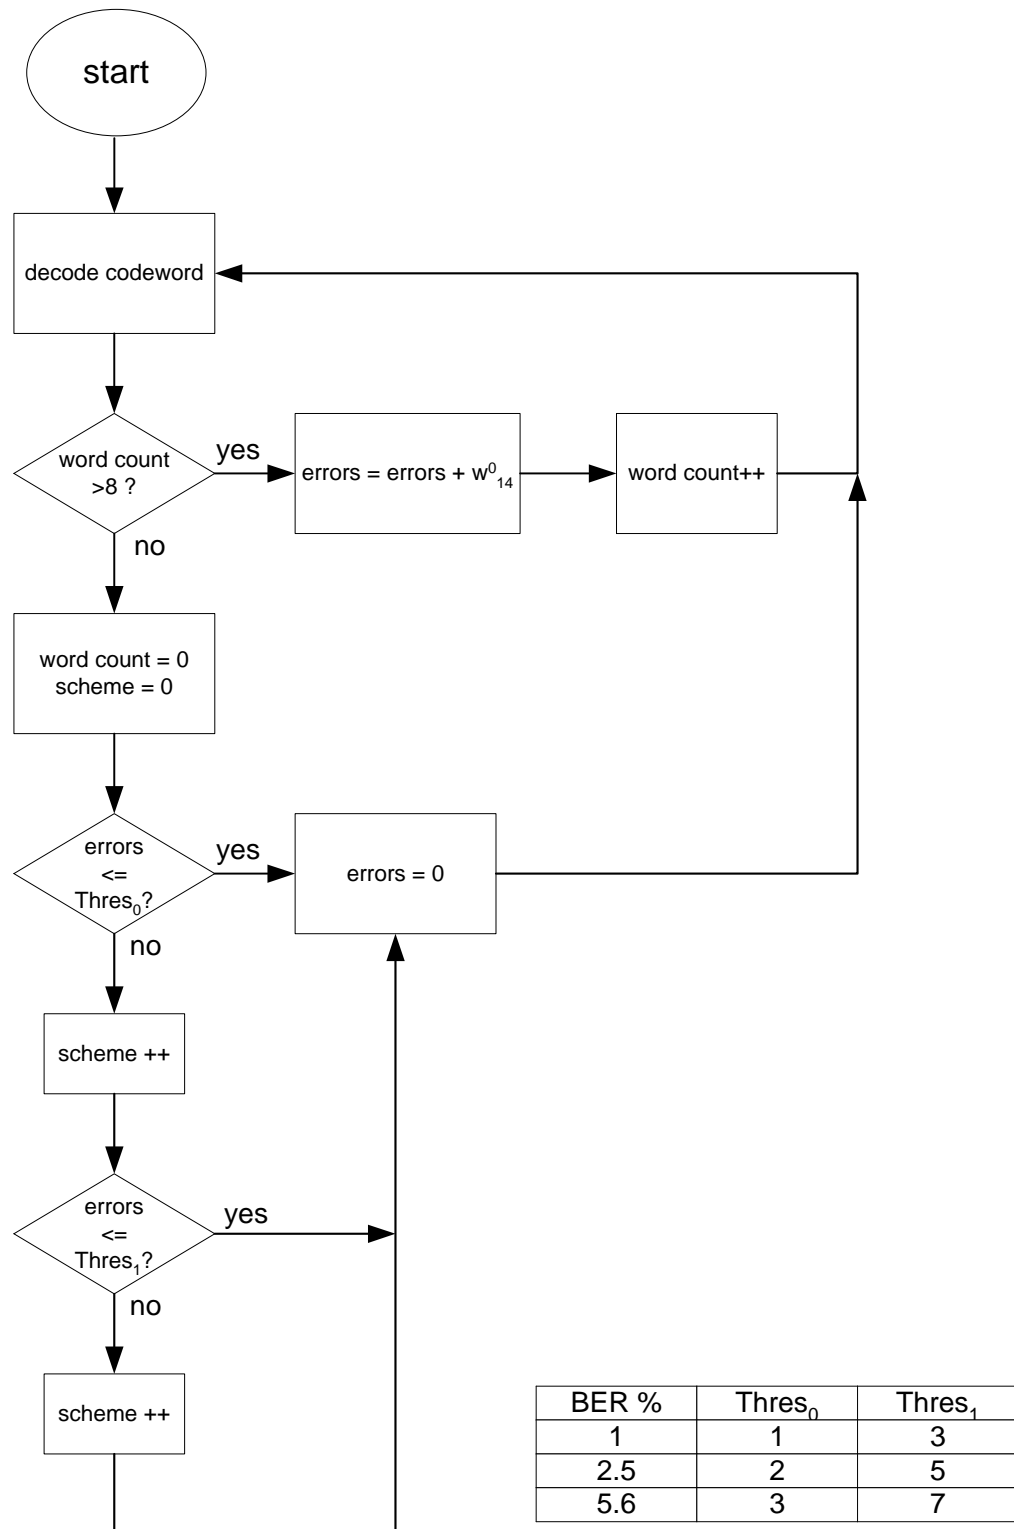 start
decode codeword
word count
>8 ?
yes
errors = errors + w⁰₁₄
word count++
no
word count = 0
scheme = 0
errors
<=
Thres₀?
yes
errors = 0
no
scheme ++
errors
<=
Thres₁?
yes
no
scheme ++
BER % Thres₀ Thres₁
1 1 3
2.5 2 5
5.6 3 7